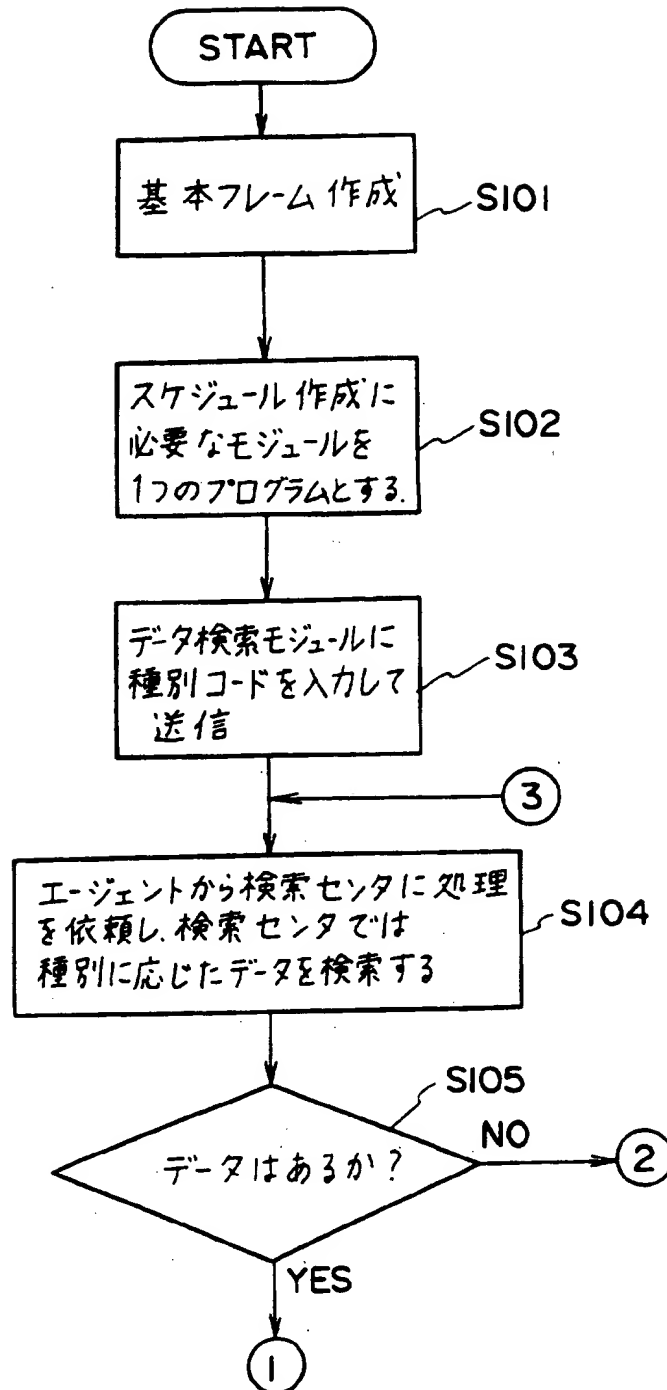 START
基本フレーム作成
S101
スケジュール作成に
必要なモジュールを
1つのプログラムとする.
S102
データ検索モジュールに
種別コードを入力して
送信
S103
3
エージェントから検索センタに処理
を依頼し、検索センタでは
種別に応じたデータを検索する
S104
S105
データはあるか?
NO
2
YES
1